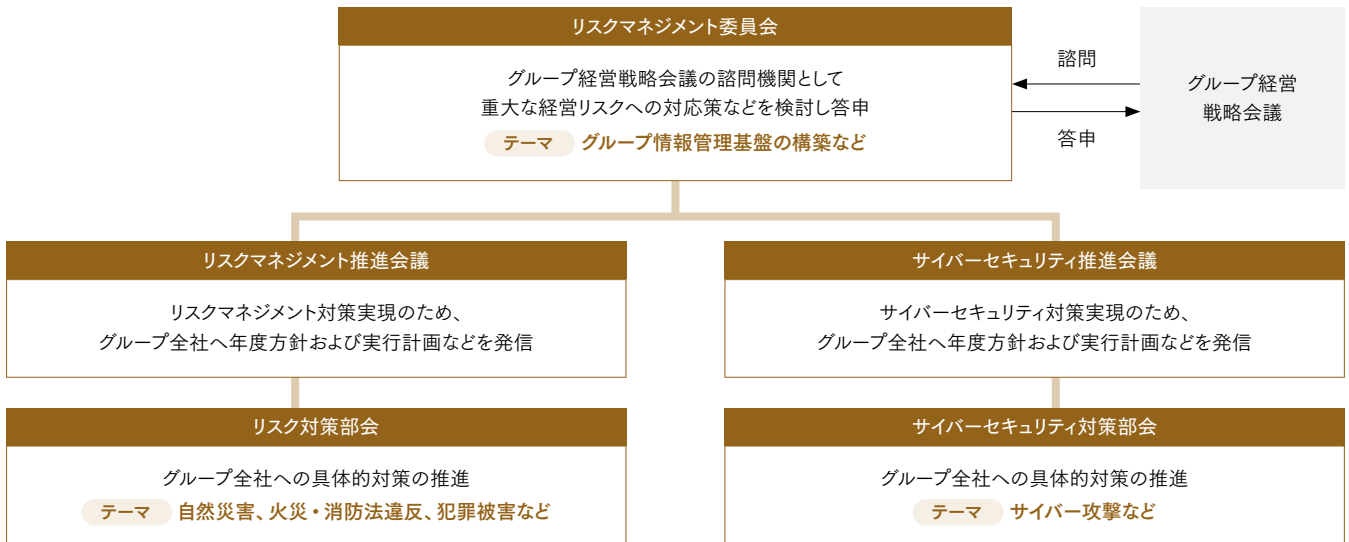 リスクマネジメント委員会
グループ経営戦略会議の諮問機関として
重大な経営リスクへの対応策などを検討し答申
テーマ グループ情報管理基盤の構築など
諮問
答申
グループ経営
戦略会議
リスクマネジメント推進会議
リスクマネジメント対策実現のため、
グループ全社へ年度方針および実行計画などを発信
サイバーセキュリティ推進会議
サイバーセキュリティ対策実現のため、
グループ全社へ年度方針および実行計画などを発信
リスク対策部会
グループ全社への具体的対策の推進
テーマ 自然災害、火災・消防法違反、犯罪被害など
サイバーセキュリティ対策部会
グループ全社への具体的対策の推進
テーマ サイバー攻撃など